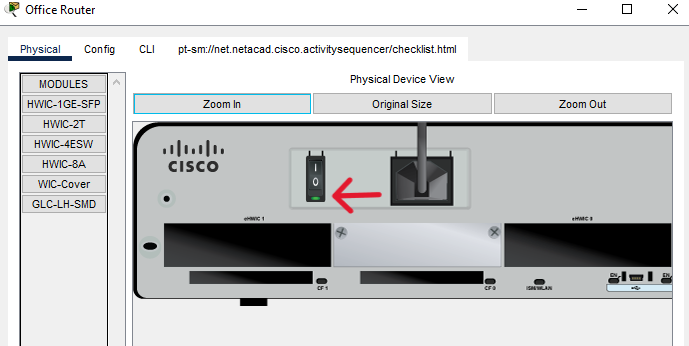 Office Router
Physical Config CLI pt-sm://net.netacad.cisco.activitysequencer/checklist.html
MODULES
HWIC-1GE-SFP
HWIC-2T
HWIC-4ESW
HWIC-8A
WIC-Cover
GLC-LH-SMD
Physical Device View
Zoom In Original Size Zoom Out
CISCO
I
O
eHWIC 1 eHWIC 0
CF 1 CF 0 ISM/WLAN EN EN